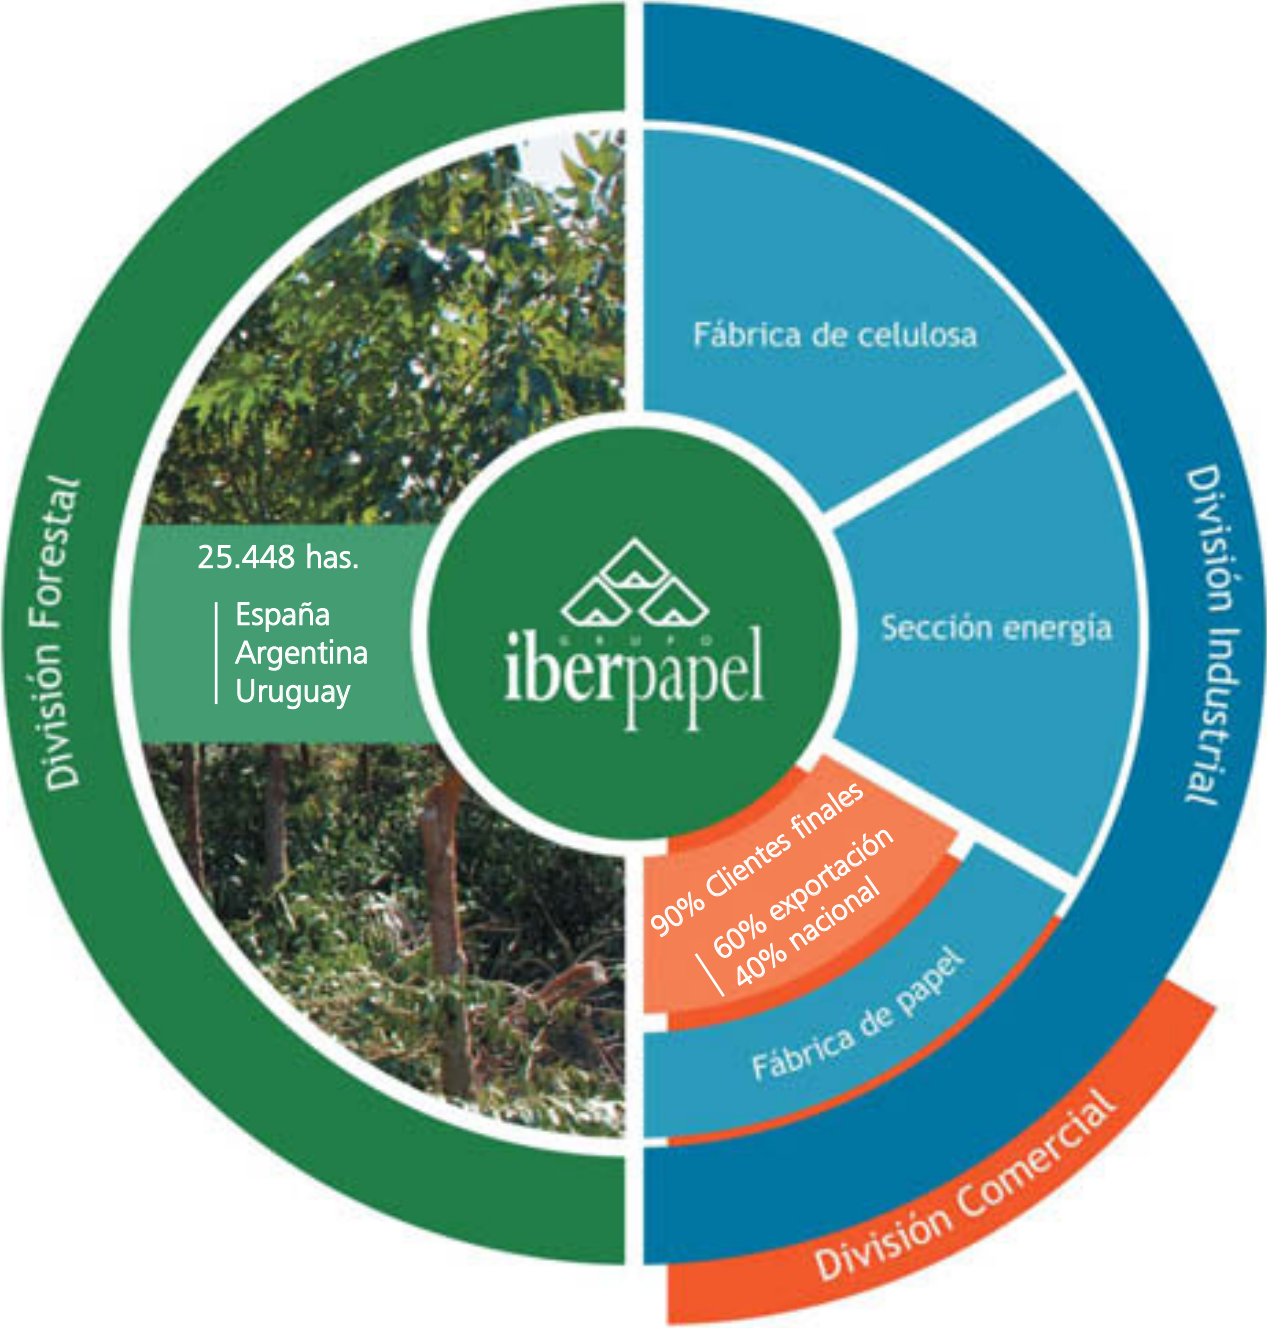 División Forestal
25.448 has.
España
Argentina
Uruguay
GRUPO
iberpapel
Fábrica de celulosa
Sección energía
División Industrial
90% Clientes finales
60% exportación
40% nacional
Fábrica de papel
División Comercial